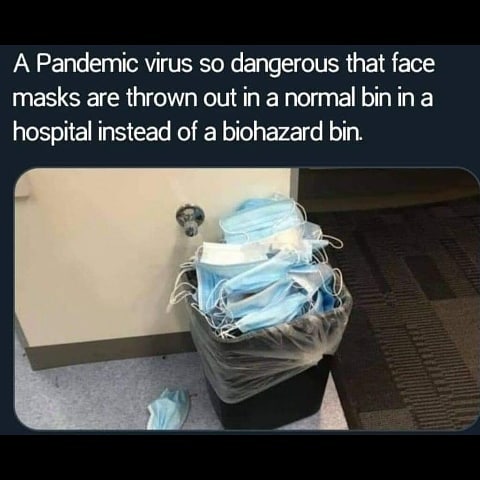 A Pandemic virus so dangerous that face
masks are thrown out in a normal bin in a
hospital instead of a biohazard bin.